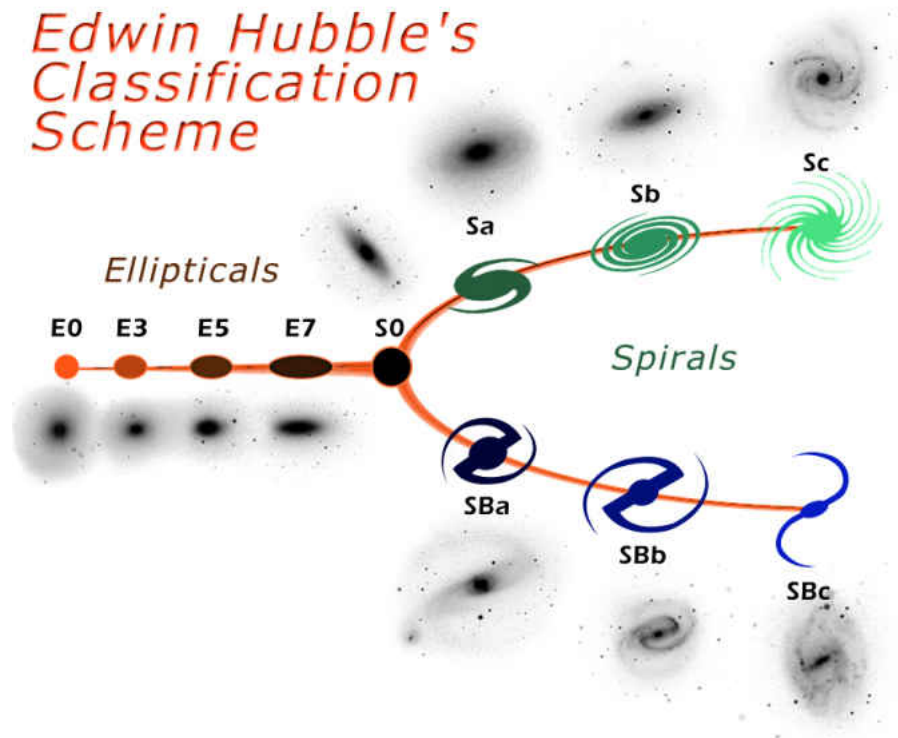 Edwin Hubble's
Classification
Scheme
Ellipticals
E0 E3 E5 E7 S0
Sa
Sb
Sc
Spirals
SBa
SBb
SBc